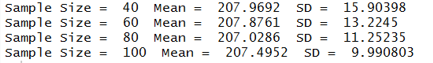 Sample Size =  40  Mean =  207.9692  SD =  15.90398
Sample Size =  60  Mean =  207.8761  SD =  13.2245
Sample Size =  80  Mean =  207.0286  SD =  11.25235
Sample Size =  100  Mean =  207.4952  SD =  9.990803